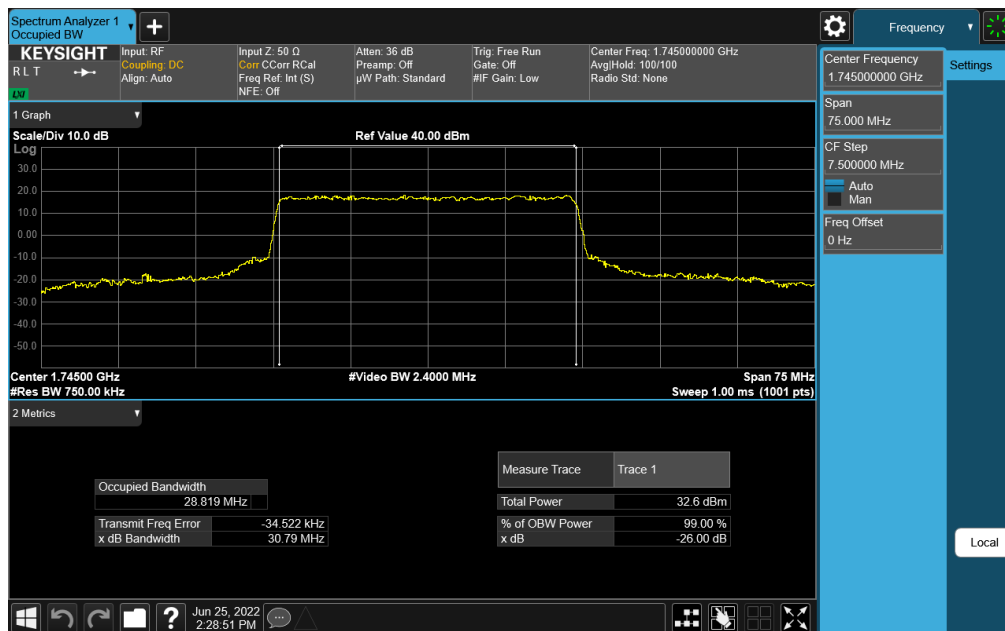 Spectrum Analyzer 1
Occupied BW
+
Frequency
KEYSIGHT
R L T
LXI
Input: RF
Coupling: DC
Align: Auto
Input Z: 50 Ω
Corr CCorr RCal
Freq Ref: Int (S)
NFE: Off
Atten: 36 dB
Preamp: Off
µW Path: Standard
Trig: Free Run
Gate: Off
#IF Gain: Low
Center Freq: 1.745000000 GHz
Avg|Hold: 100/100
Radio Std: None
Center Frequency
1.745000000 GHz
Settings
Span
75.000 MHz
CF Step
7.500000 MHz
Auto
Man
Freq Offset
0 Hz
Local
1 Graph
Scale/Div 10.0 dB
Ref Value 40.00 dBm
Log
30.0
20.0
10.0
0.00
-10.0
-20.0
-30.0
-40.0
-50.0
Center 1.74500 GHz
#Video BW 2.4000 MHz
Span 75 MHz
#Res BW 750.00 kHz
Sweep 1.00 ms (1001 pts)
2 Metrics
Occupied Bandwidth
28.819 MHz
Transmit Freq Error -34.522 kHz
x dB Bandwidth 30.79 MHz
Measure Trace Trace 1
Total Power 32.6 dBm
% of OBW Power 99.00 %
x dB -26.00 dB
?
Jun 25, 2022
2:28:51 PM